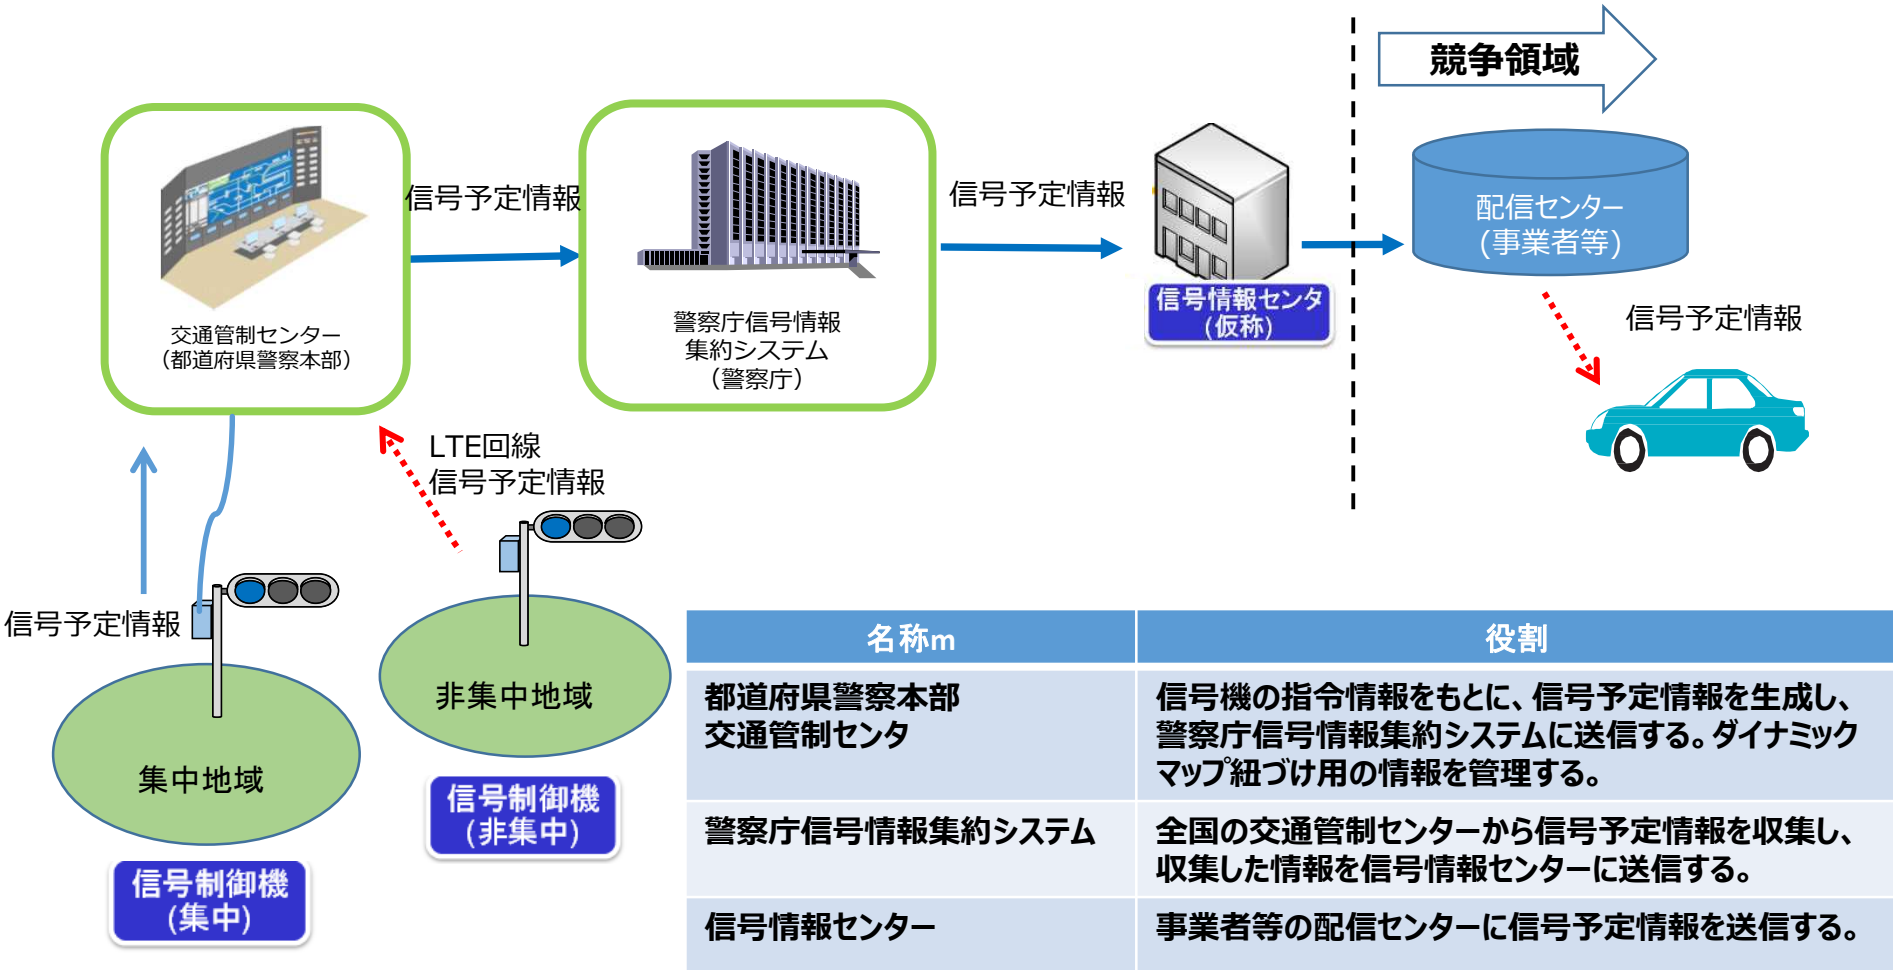 競争領域
信号予定情報
信号予定情報
配信センター
(事業者等)
信号情報センタ
(仮称)
信号予定情報
交通管制センター
（都道府県警察本部）
警察庁信号情報
集約システム
（警察庁）
LTE回線
信号予定情報
信号予定情報
非集中地域
集中地域
信号制御機
(非集中)
信号制御機
(集中)
名称m
役割
都道府県警察本部
交通管制センタ
信号機の指令情報をもとに、信号予定情報を生成し、
警察庁信号情報集約システムに送信する。ダイナミック
マップ紐づけ用の情報を管理する。
警察庁信号情報集約システム
全国の交通管制センターから信号予定情報を収集し、
収集した情報を信号情報センターに送信する。
信号情報センター
事業者等の配信センターに信号予定情報を送信する。